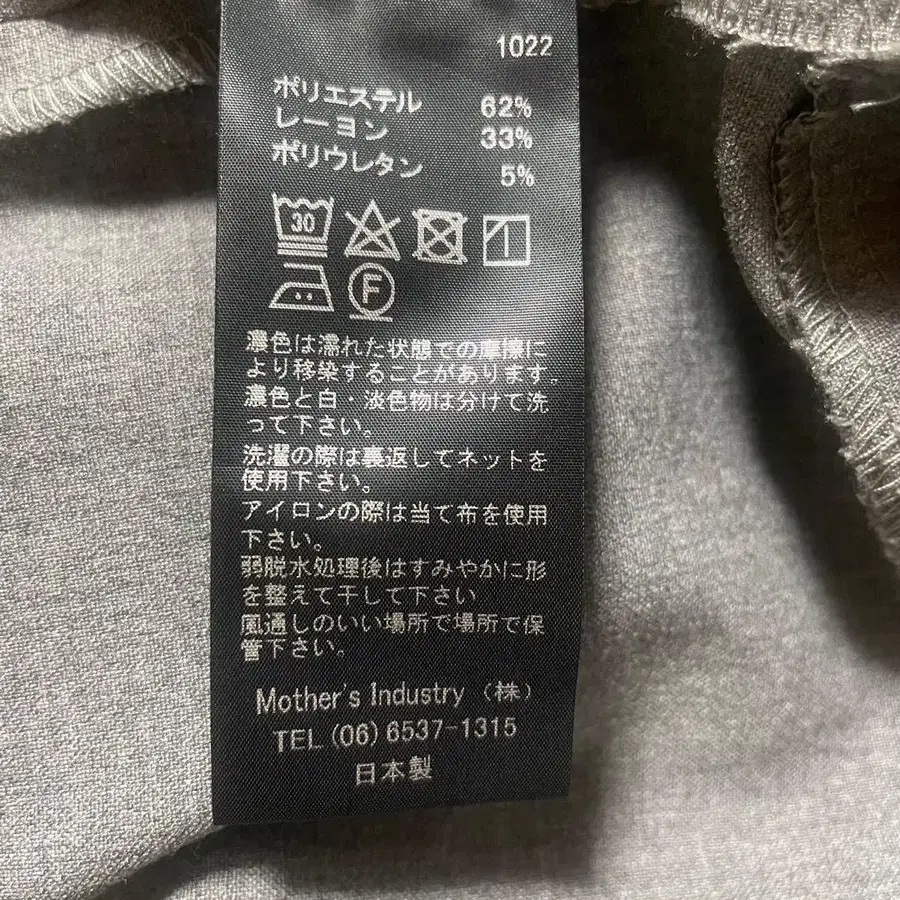 1022
ポリエステル 62%
レーヨン 33%
ポリウレタン 5%
30
F
濃色は濡れた状態での摩擦に
より移染することがあります。
濃色と白・淡色物は分けて洗
って下さい。
洗濯の際は裏返してネットを
使用下さい。
アイロンの際は当て布を使用
下さい。
弱脱水処理後はすみやかに形
を整えて干して下さい
風通しのいい場所で場所で保
管下さい。
Mother's Industry (株)
TEL (06) 6537-1315
日本製